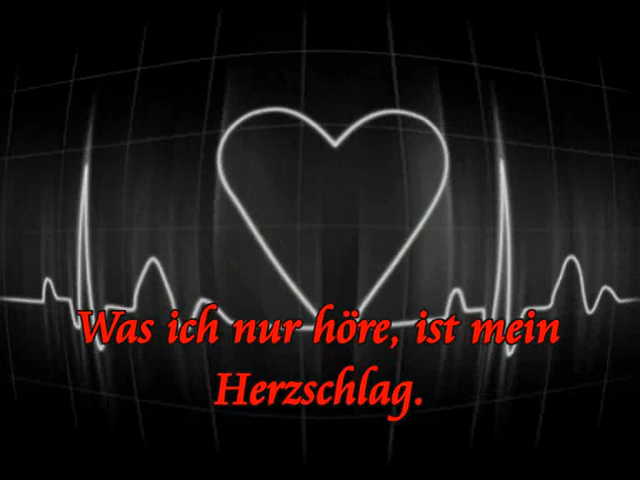 Was ich nur höre, ist mein
Herzschlag.